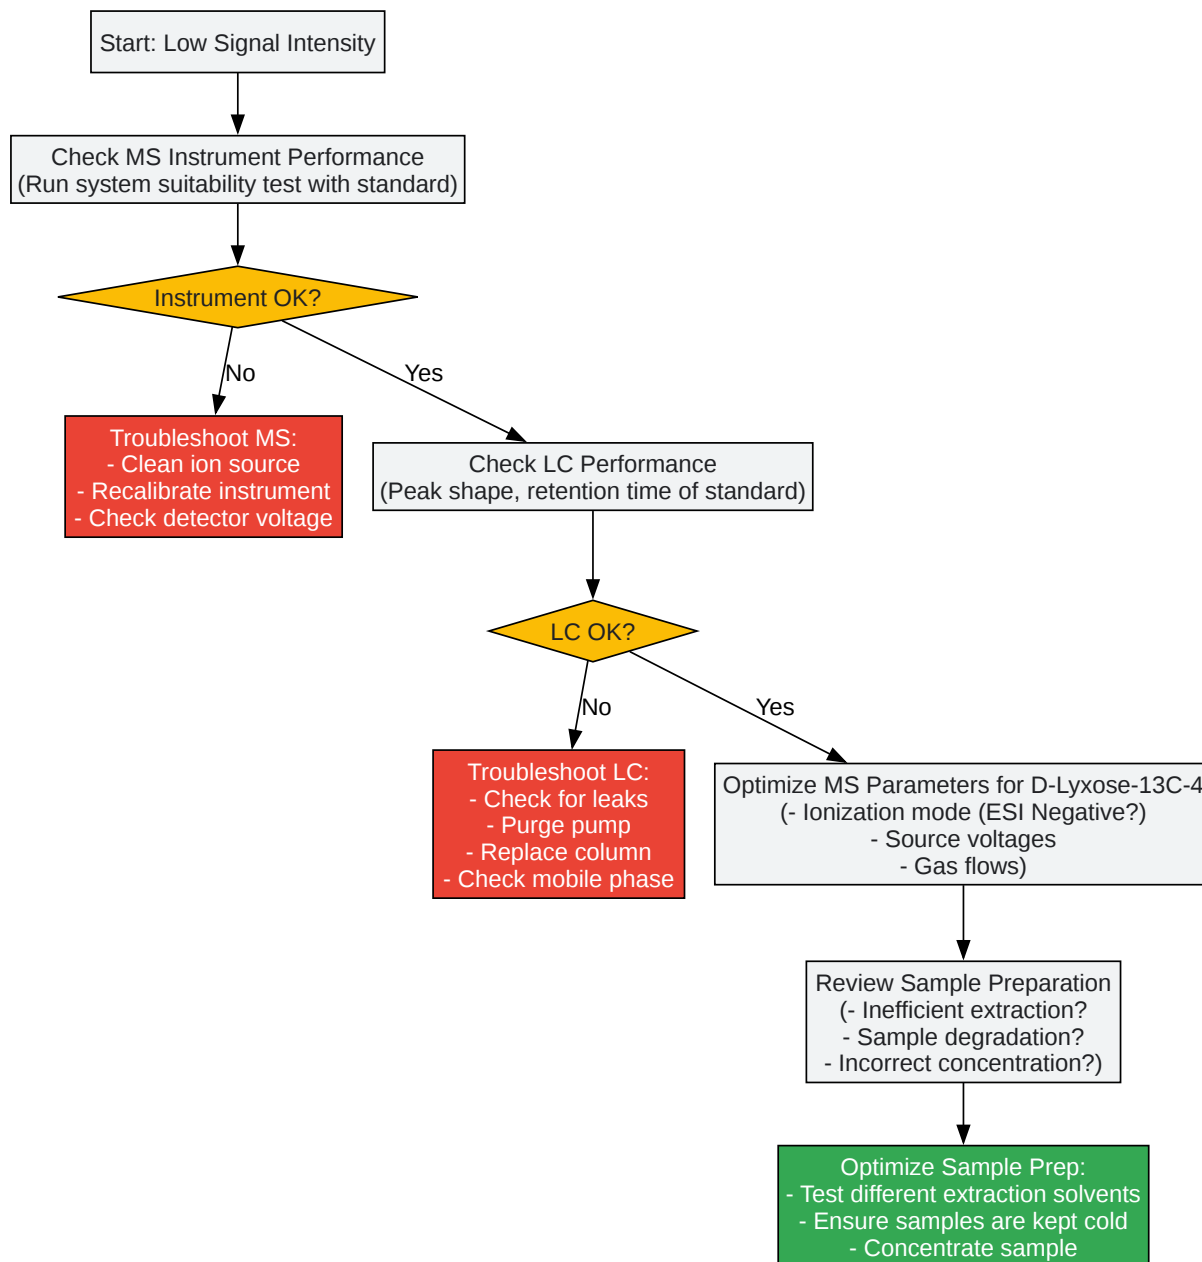 Start: Low Signal Intensity
Check MS Instrument Performance
(Run system suitability test with standard)
Instrument OK?
No
Yes
Troubleshoot MS:
- Clean ion source
- Recalibrate instrument
- Check detector voltage
Check LC Performance
(Peak shape, retention time of standard)
LC OK?
No
Yes
Troubleshoot LC:
- Check for leaks
- Purge pump
- Replace column
- Check mobile phase
Optimize MS Parameters for D-Lyxose-13C-4
(- Ionization mode (ESI Negative?)
- Source voltages
- Gas flows)
Review Sample Preparation
(- Inefficient extraction?
- Sample degradation?
- Incorrect concentration?)
Optimize Sample Prep:
- Test different extraction solvents
- Ensure samples are kept cold
- Concentrate sample